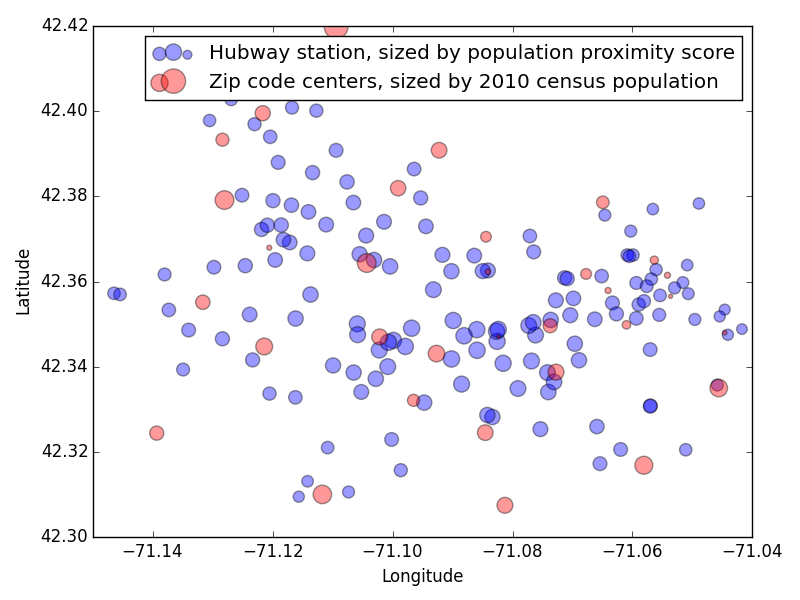 42.42
Hubway station, sized by population proximity score
Zip code centers, sized by 2010 census population
42.40
42.38
42.36
42.34
42.32
42.30
Latitude
−71.14 −71.12 −71.10 −71.08 −71.06 −71.04
Longitude